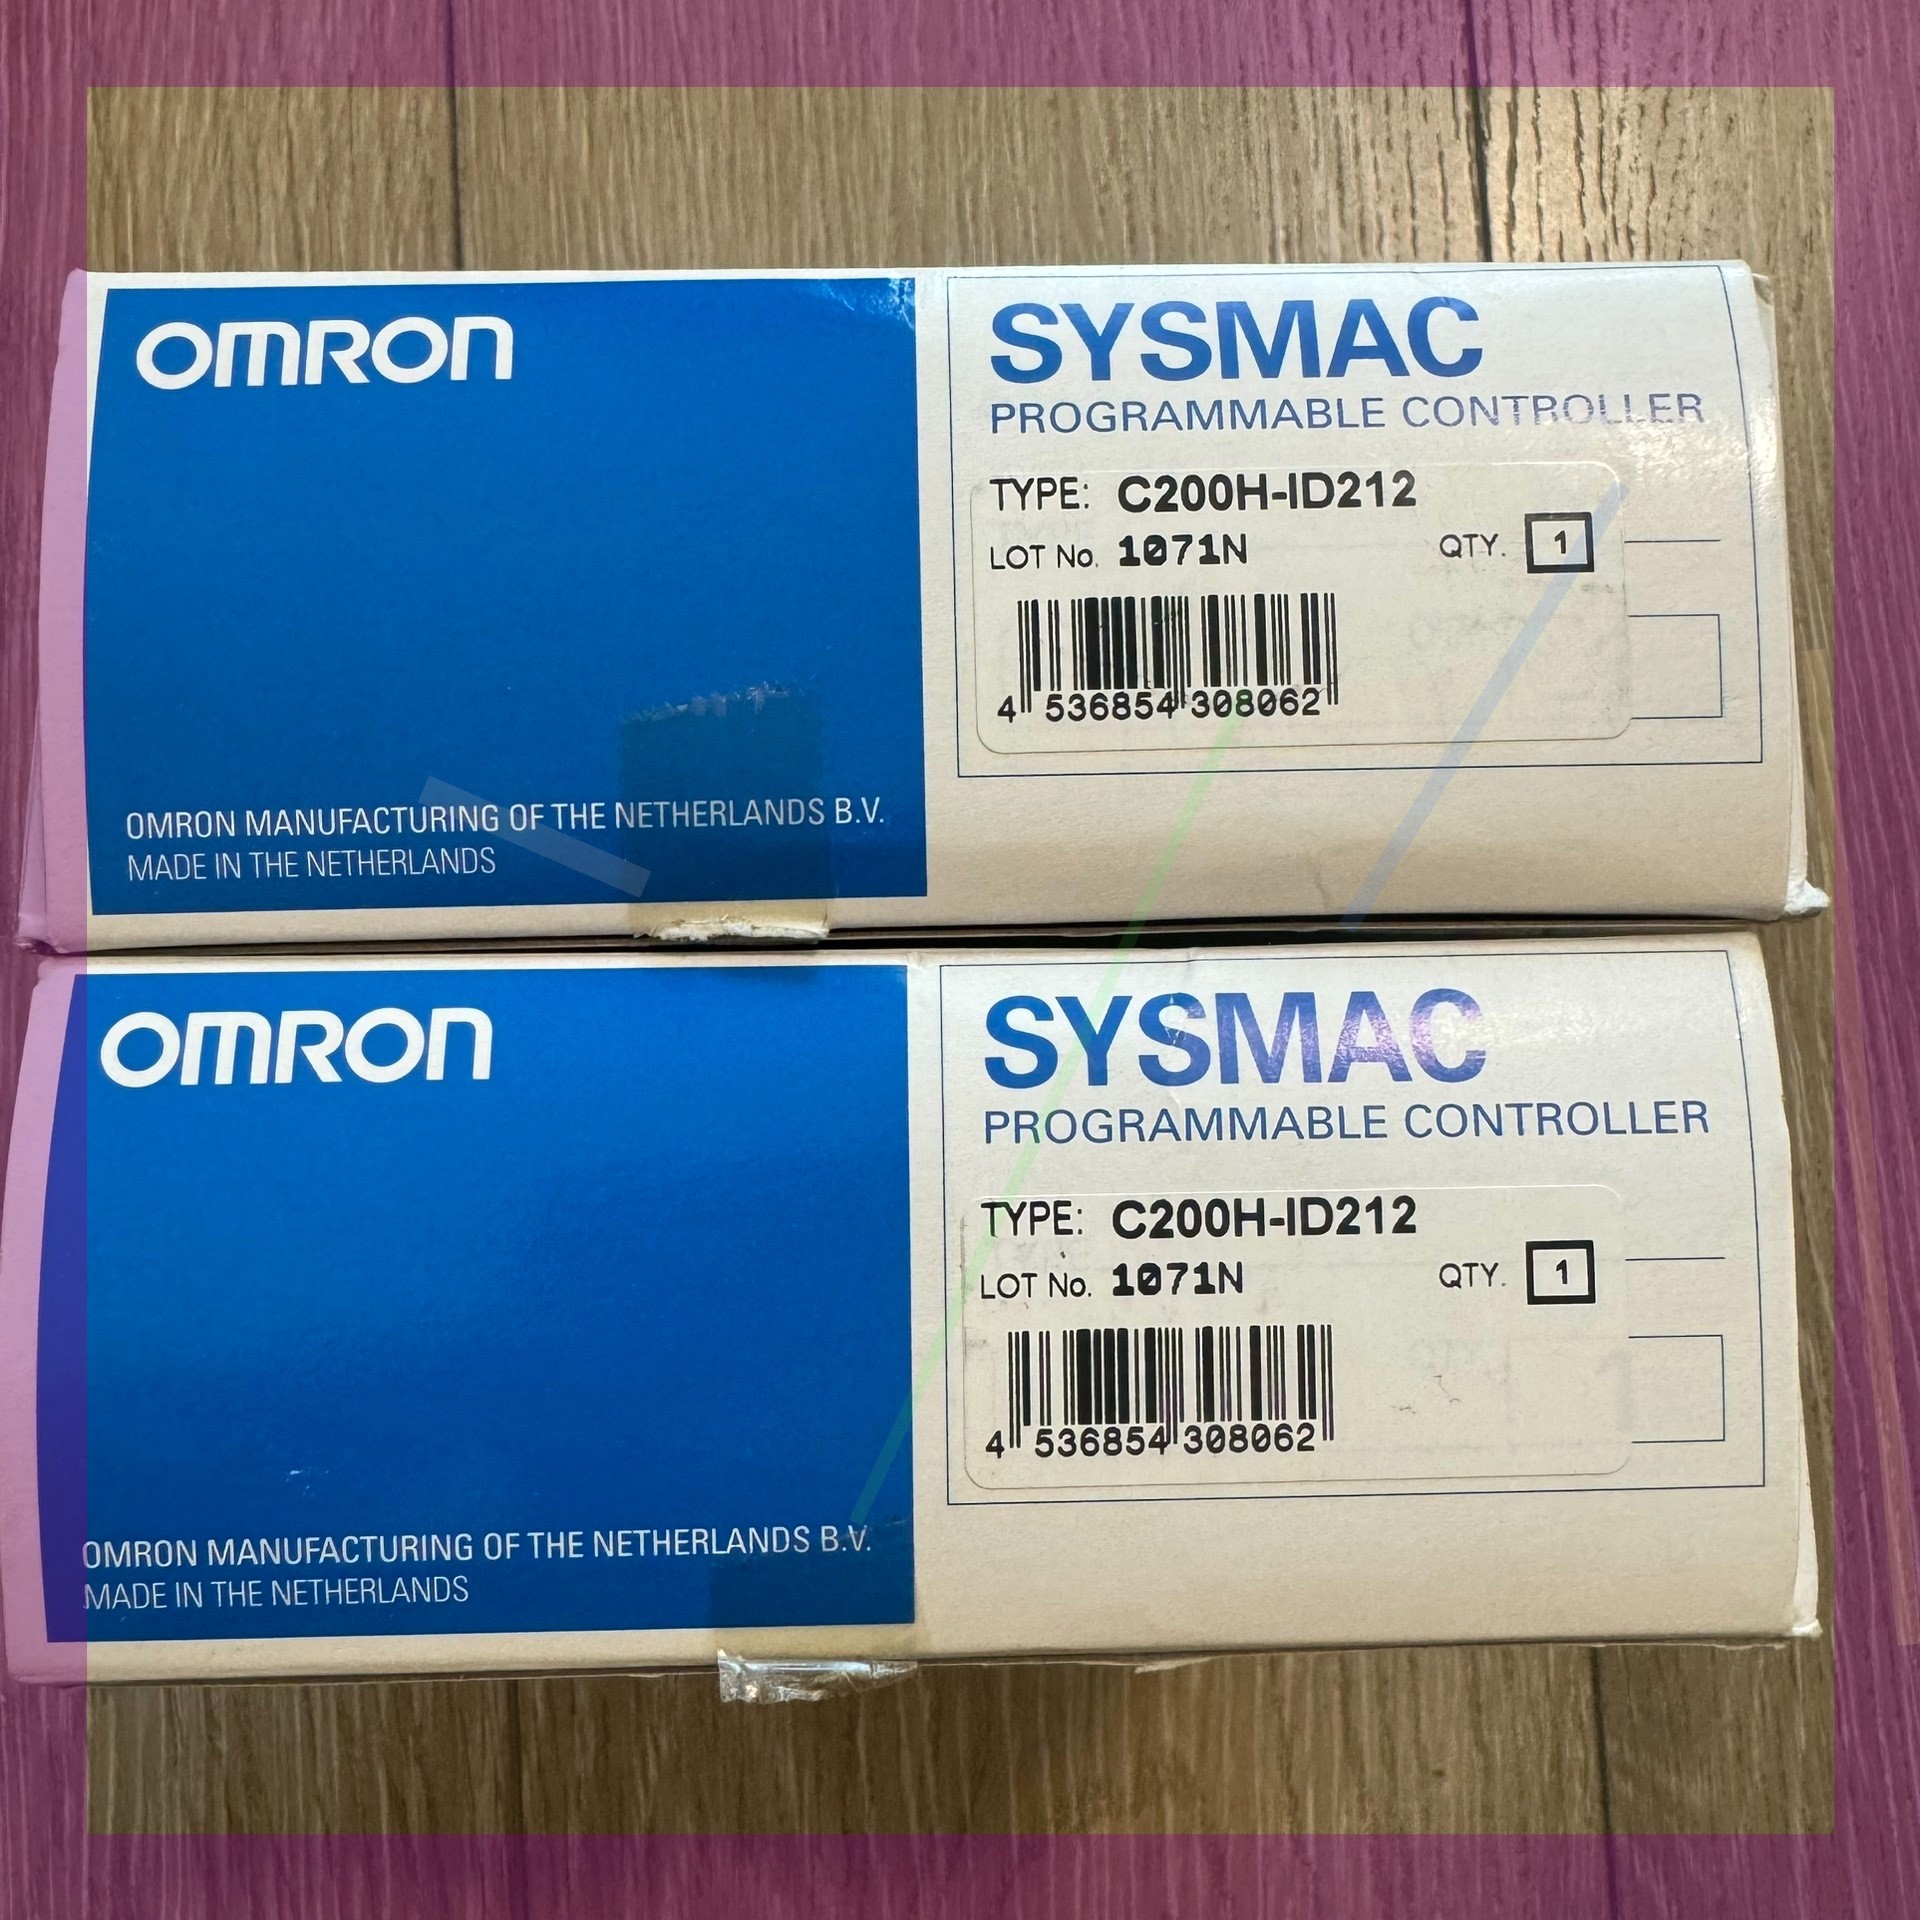 OMRON
SYSMAC
PROGRAMMABLE CONTROLLER
TYPE: C200H-ID212
LOT No. 1071N QTY. 1
4 536854 308062
OMRON MANUFACTURING OF THE NETHERLANDS B.V.
MADE IN THE NETHERLANDS
OMRON
SYSMAC
PROGRAMMABLE CONTROLLER
TYPE: C200H-ID212
LOT No. 1071N QTY. 1
4 536854 308062
OMRON MANUFACTURING OF THE NETHERLANDS B.V.
MADE IN THE NETHERLANDS